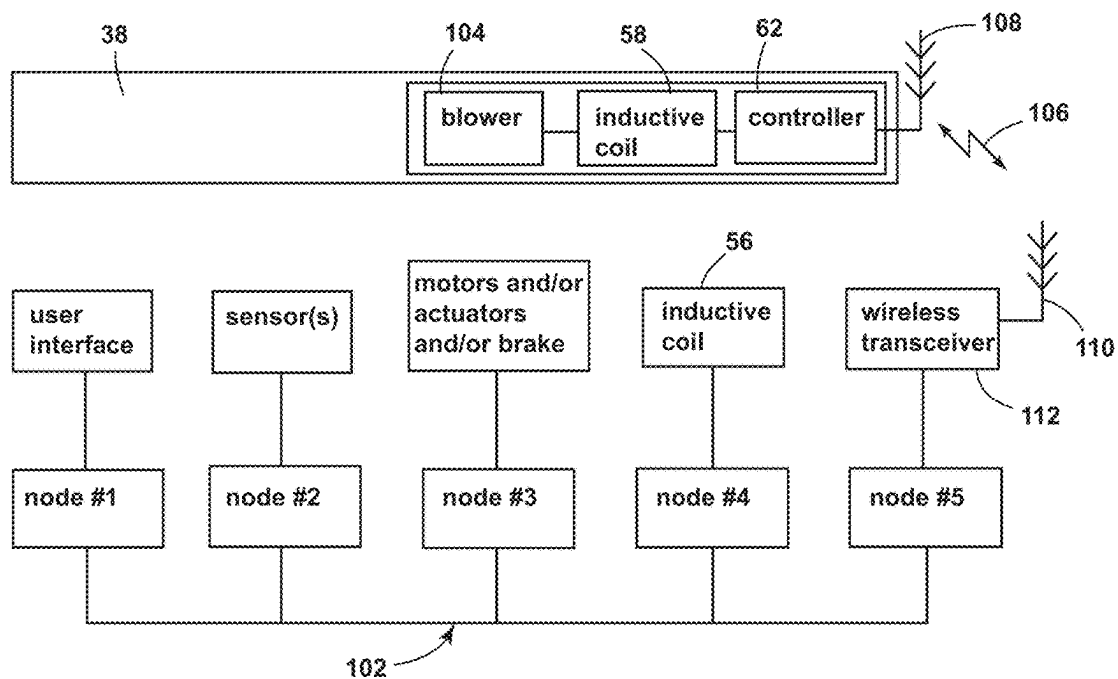 38
104
58
62
108
blower
inductive
coil
controller
106
user
interface
sensor(s)
motors and/or
actuators
and/or brake
56
inductive
coil
wireless
transceiver
110
112
node #1
node #2
node #3
node #4
node #5
102